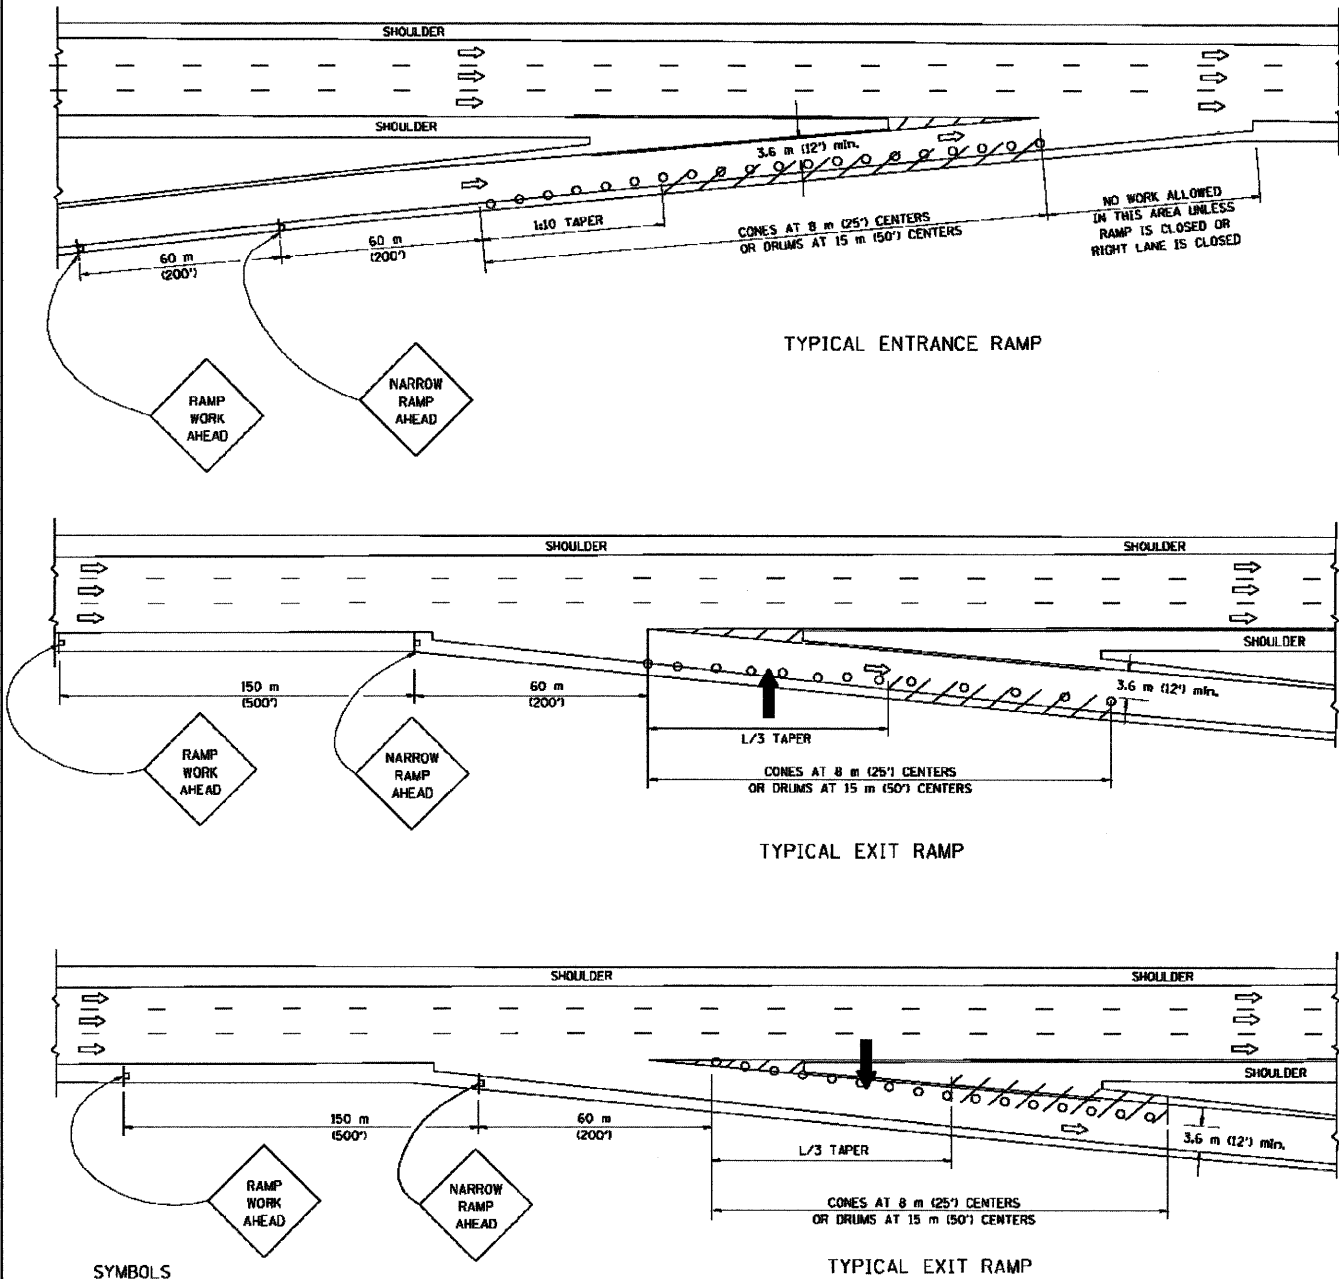 SHOULDER
SHOULDER
3.6 m (12') min.
1:10 TAPER
60 m
(200')
60 m
(200')
CONES AT 8 m (25') CENTERS
OR DRUMS AT 15 m (50') CENTERS
NO WORK ALLOWED
IN THIS AREA UNLESS
RAMP IS CLOSED OR
RIGHT LANE IS CLOSED
TYPICAL ENTRANCE RAMP
RAMP
WORK
AHEAD
NARROW
RAMP
AHEAD
SHOULDER
SHOULDER
SHOULDER
150 m
(500')
60 m
(200')
3.6 m (12') min.
L/3 TAPER
RAMP
WORK
AHEAD
NARROW
RAMP
AHEAD
CONES AT 8 m (25') CENTERS
OR DRUMS AT 15 m (50') CENTERS
TYPICAL EXIT RAMP
SHOULDER
SHOULDER
SHOULDER
150 m
(500')
60 m
(200')
3.6 m (12') min.
L/3 TAPER
RAMP
WORK
AHEAD
NARROW
RAMP
AHEAD
CONES AT 8 m (25') CENTERS
OR DRUMS AT 15 m (50') CENTERS
TYPICAL EXIT RAMP
SYMBOLS